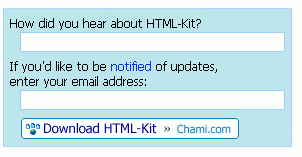 How did you hear about HTML-Kit?
If you'd like to be notified of updates,
enter your email address:
Download HTML-Kit » Chami.com